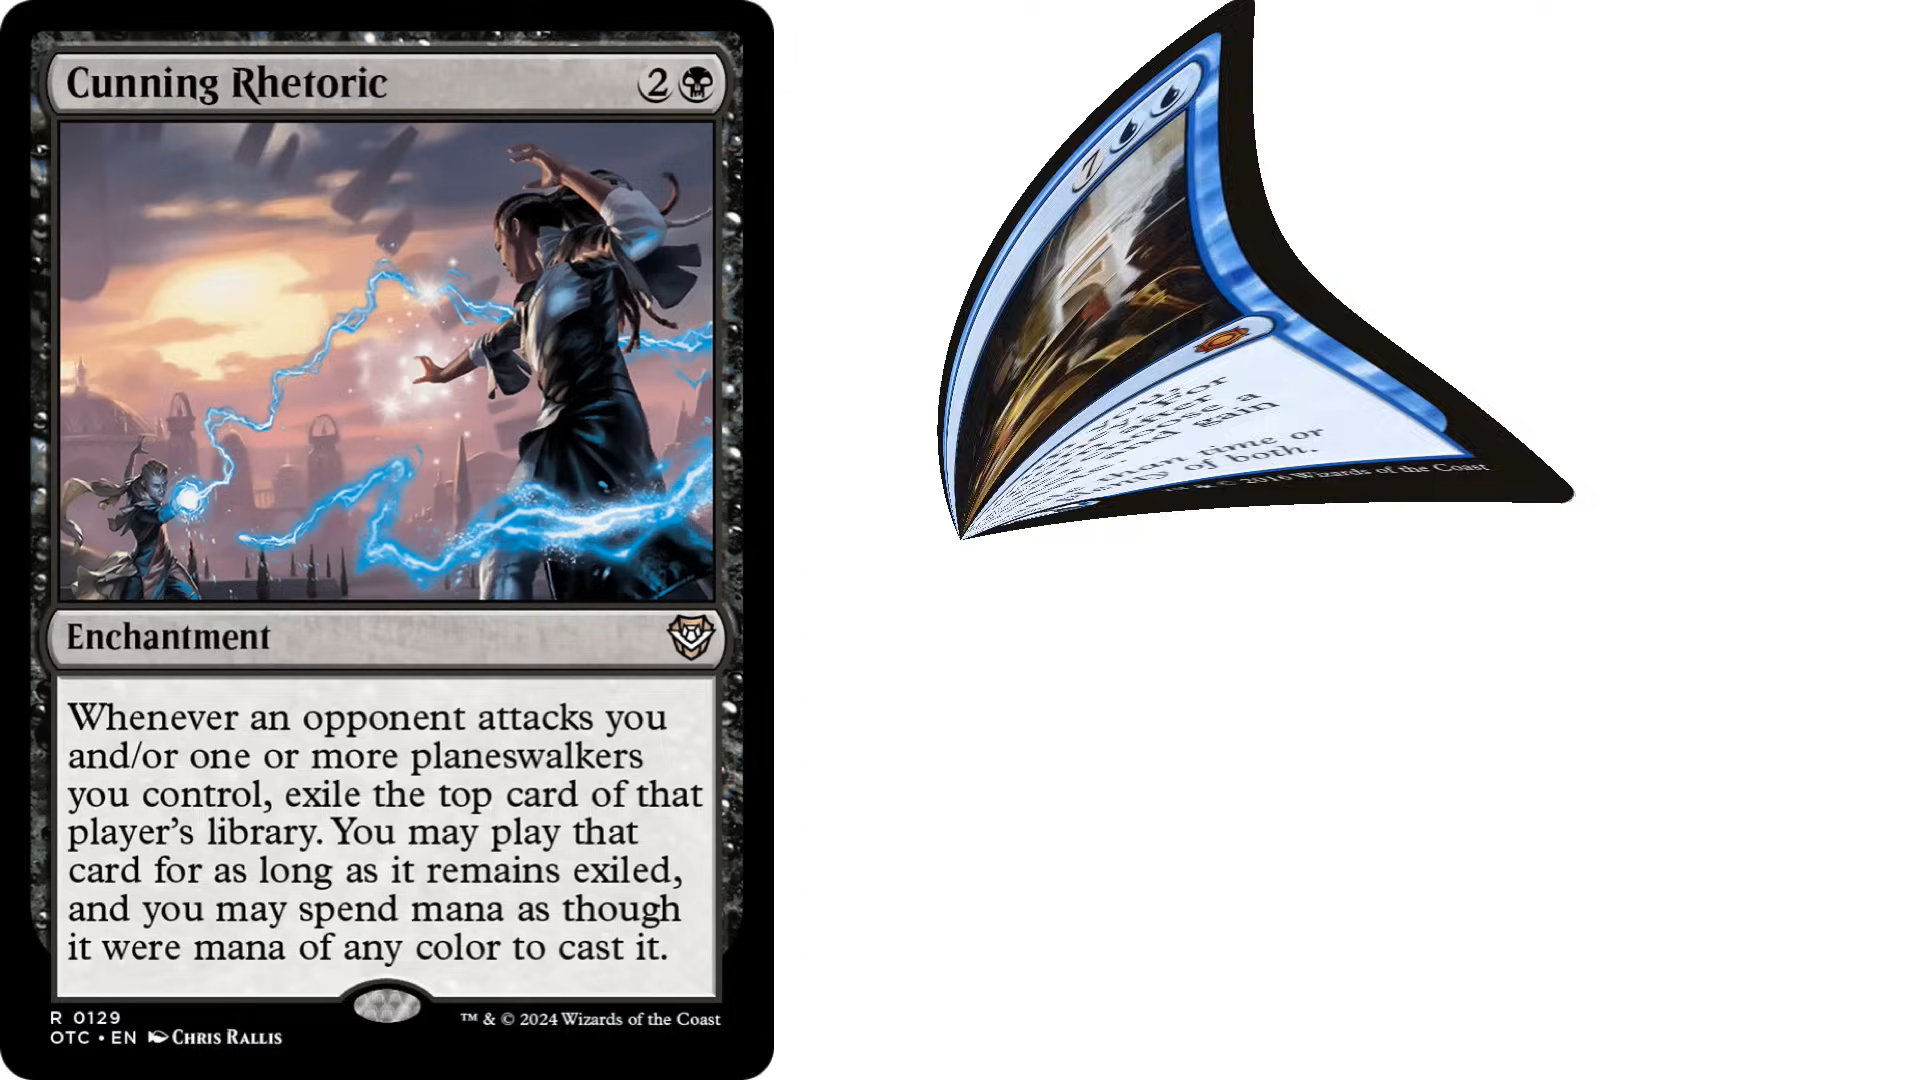 Cunning Rhetoric
2
Enchantment
Whenever an opponent attacks you
and/or one or more planeswalkers
you control, exile the top card of that
player's library. You may play that
card for as long as it remains exiled,
and you may spend mana as though
it were mana of any color to cast it.
R 0129
OTC • EN Chris Rallis
™ & © 2024 Wizards of the Coast
7
a
and gain
time or
of both.
& © 2016 Wizards of the Coast